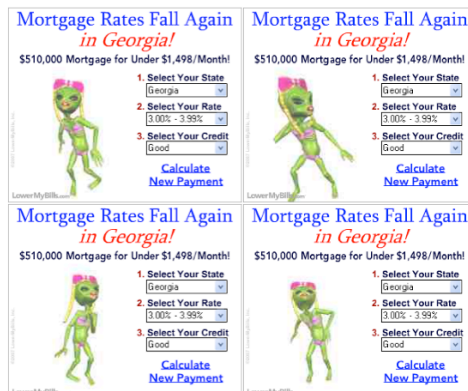 Mortgage Rates Fall Again
in Georgia!
$510,000 Mortgage for Under $1,498/Month!
1. Select Your State
Georgia
2. Select Your Rate
3.00% - 3.99%
3. Select Your Credit
Good
Calculate
New Payment
LowerMyBills.com
Mortgage Rates Fall Again
in Georgia!
$510,000 Mortgage for Under $1,498/Month!
1. Select Your State
Georgia
2. Select Your Rate
3.00% - 3.99%
3. Select Your Credit
Good
Calculate
New Payment
LowerMyBills.com
Mortgage Rates Fall Again
in Georgia!
$510,000 Mortgage for Under $1,498/Month!
1. Select Your State
Georgia
2. Select Your Rate
3.00% - 3.99%
3. Select Your Credit
Good
Calculate
New Payment
Mortgage Rates Fall Again
in Georgia!
$510,000 Mortgage for Under $1,498/Month!
1. Select Your State
Georgia
2. Select Your Rate
3.00% - 3.99%
3. Select Your Credit
Good
Calculate
New Payment